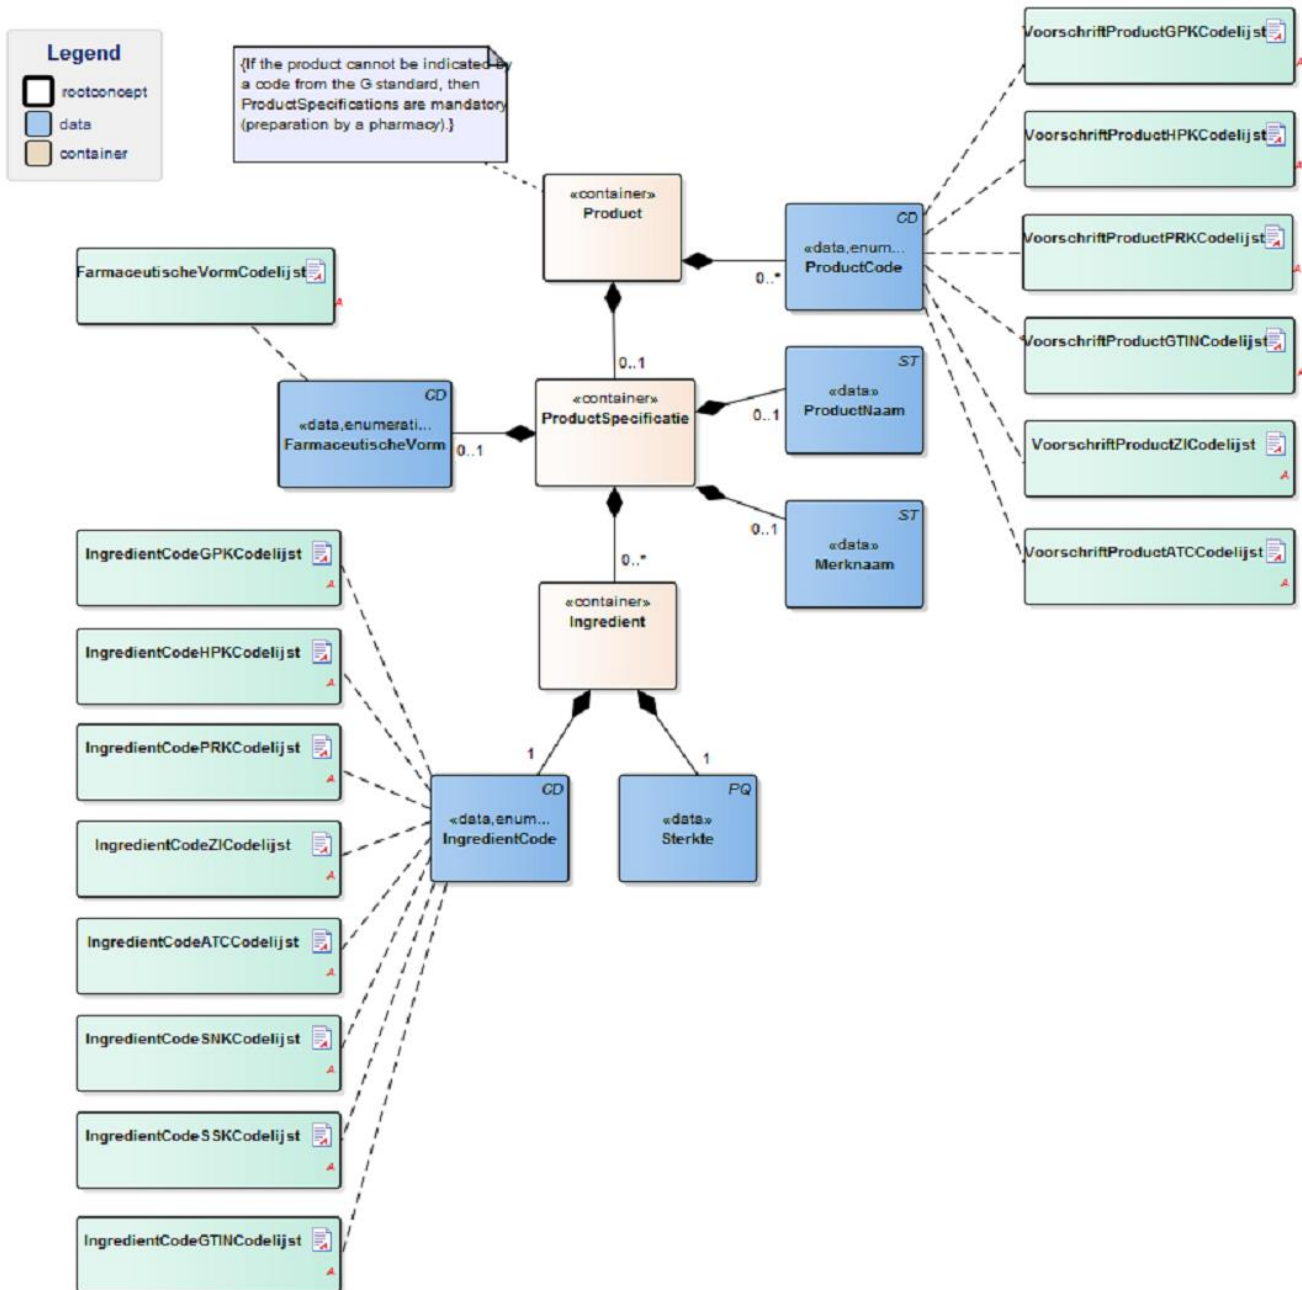 Legend
rootconcept
data
container
{If the product cannot be indicated by
a code from the G standard, then
ProductSpecifications are mandatory
(preparation by a pharmacy).}
VoorschriftProductGPKCodelijst
A
VoorschriftProductHPKCodelijst
A
VoorschriftProductPRKCodelijst
A
VoorschriftProductGTINCodelijst
A
VoorschriftProductZICodelijst
A
VoorschriftProductATCCodelijst
A
«container»
Product
CD
«data,enum...
ProductCode
0..*
0..1
FarmaceutischeVormCodelijst
A
CD
«data,enumerati...
FarmaceutischeVorm
0..1
«container»
ProductSpecificatie
ST
«data»
ProductNaam
0..1
ST
«data»
Merknaam
0..1
0..*
«container»
Ingredient
1
1
CD
«data,enum...
IngredientCode
PQ
«data»
Sterkte
IngredientCodeGPKCodelijst
A
IngredientCodeHPKCodelijst
A
IngredientCodePRKCodelijst
A
IngredientCodeZICodelijst
A
IngredientCodeATCCodelijst
A
IngredientCodeSNKCodelijst
A
IngredientCodeSSKCodelijst
A
IngredientCodeGTINCodelijst
A